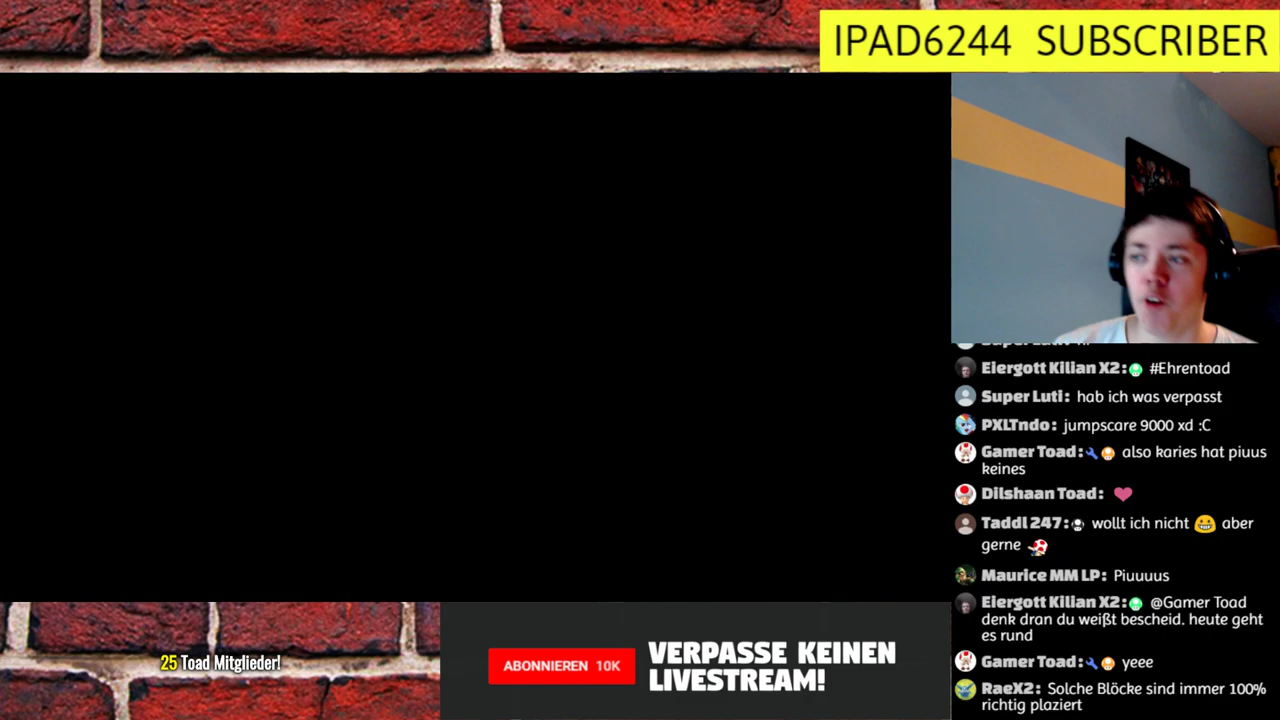 IPAD6244 SUBSCRIBER
Eiergott Kilian X2: #Ehrentoad
Super Luti: hab ich was verpasst
PXLTndo: jumpscare 9000 xd :C
Gamer Toad: also karies hat piuus
keines
Dilshaan Toad:
Taddl 247: wollt ich nicht 😬 aber
gerne
Maurice MM LP: Piuuuus
Eiergott Kilian X2: @Gamer Toad
denk dran du weißt bescheid. heute geht
es rund
Gamer Toad: yeee
RaeX2: Solche Blöcke sind immer 100%
richtig plaziert
25 Toad Mitglieder!
ABONNIEREN 10K
VERPASSE KEINEN
LIVESTREAM!